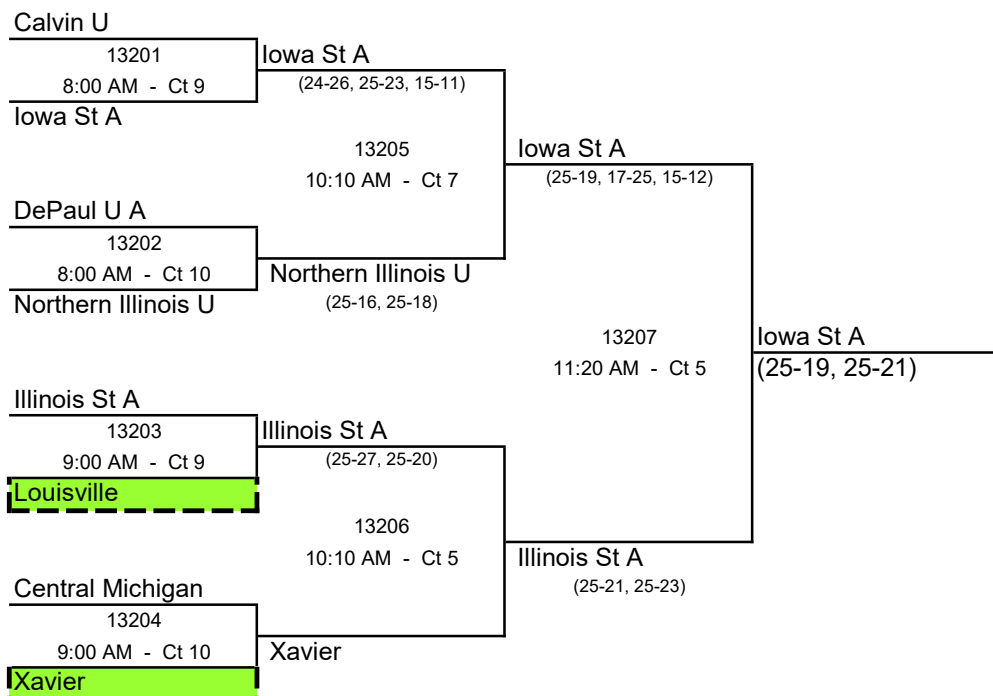 Calvin U
13201
8:00 AM - Ct 9
Iowa St A
Iowa St A
(24-26, 25-23, 15-11)
13205
10:10 AM - Ct 7
Iowa St A
(25-19, 17-25, 15-12)
DePaul U A
13202
8:00 AM - Ct 10
Northern Illinois U
Northern Illinois U
(25-16, 25-18)
13207
11:20 AM - Ct 5
Iowa St A
(25-19, 25-21)
Illinois St A
13203
9:00 AM - Ct 9
Louisville
Illinois St A
(25-27, 25-20)
13206
10:10 AM - Ct 5
Illinois St A
(25-21, 25-23)
Central Michigan
13204
9:00 AM - Ct 10
Xavier
Xavier